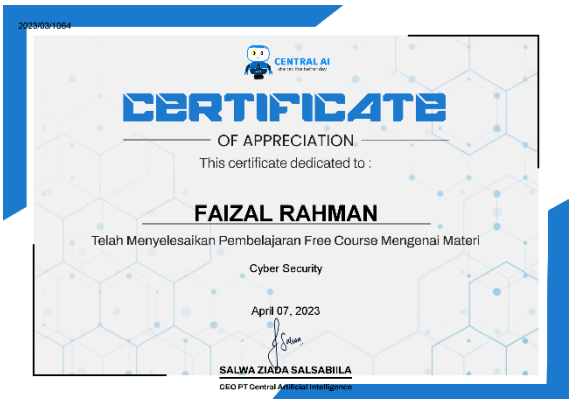 2023/03/1064
CENTRAL AI
CERTIFICATE
OF APPRECIATION
This certificate dedicated to :
FAIZAL RAHMAN
Telah Menyelesaikan Pembelajaran Free Course Mengenai Materi
Cyber Security
April 07, 2023
Salwa
SALWA ZIADA SALSABIILA
CEO PT Central Artificial Intelligence